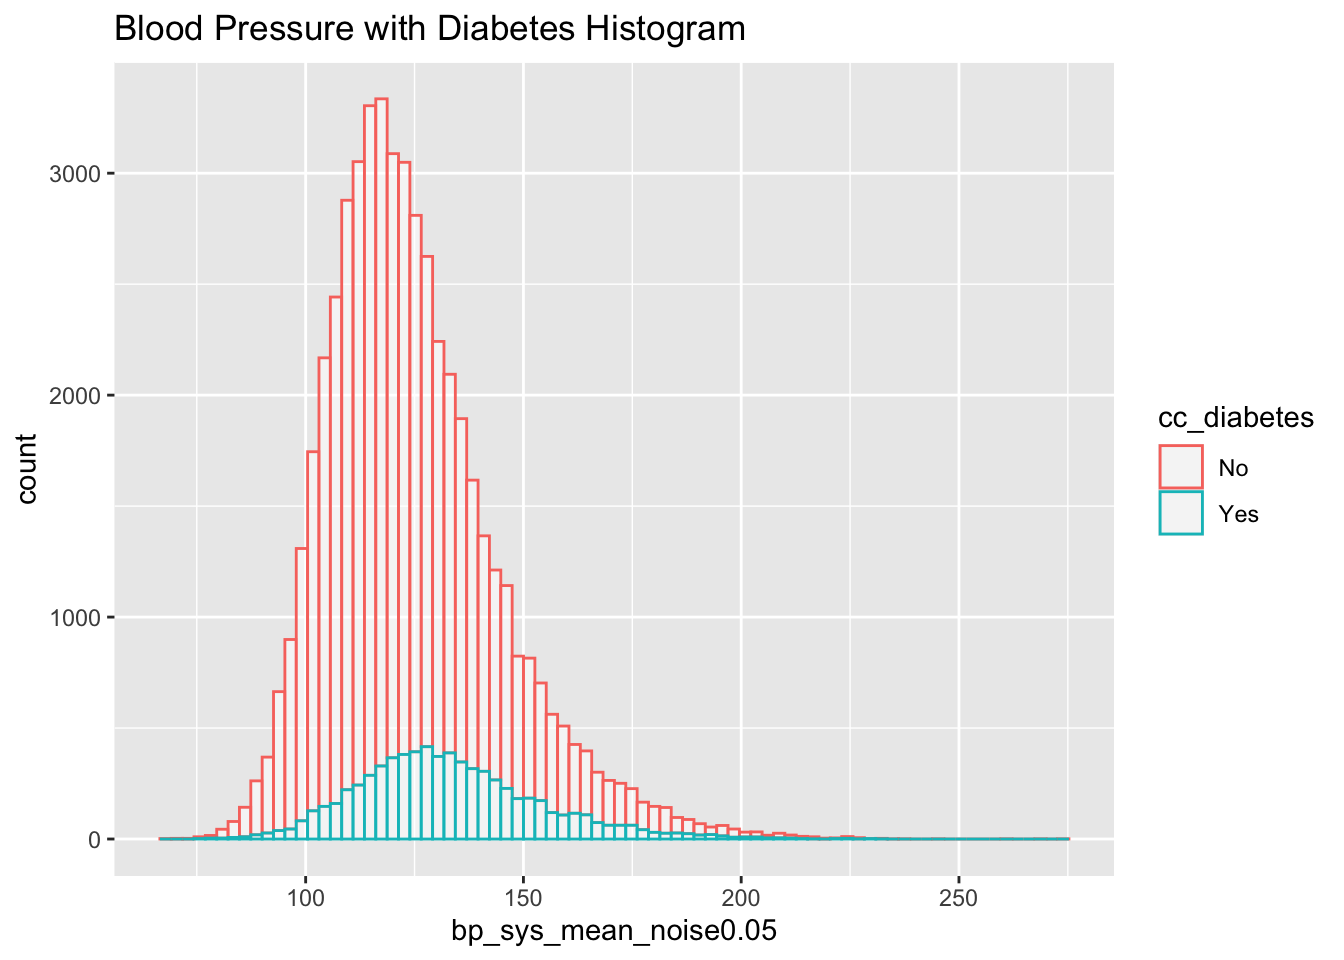 Blood Pressure with Diabetes Histogram
3000
2000
1000
0
count
100 150 200 250
bp_sys_mean_noise0.05
cc_diabetes
No
Yes